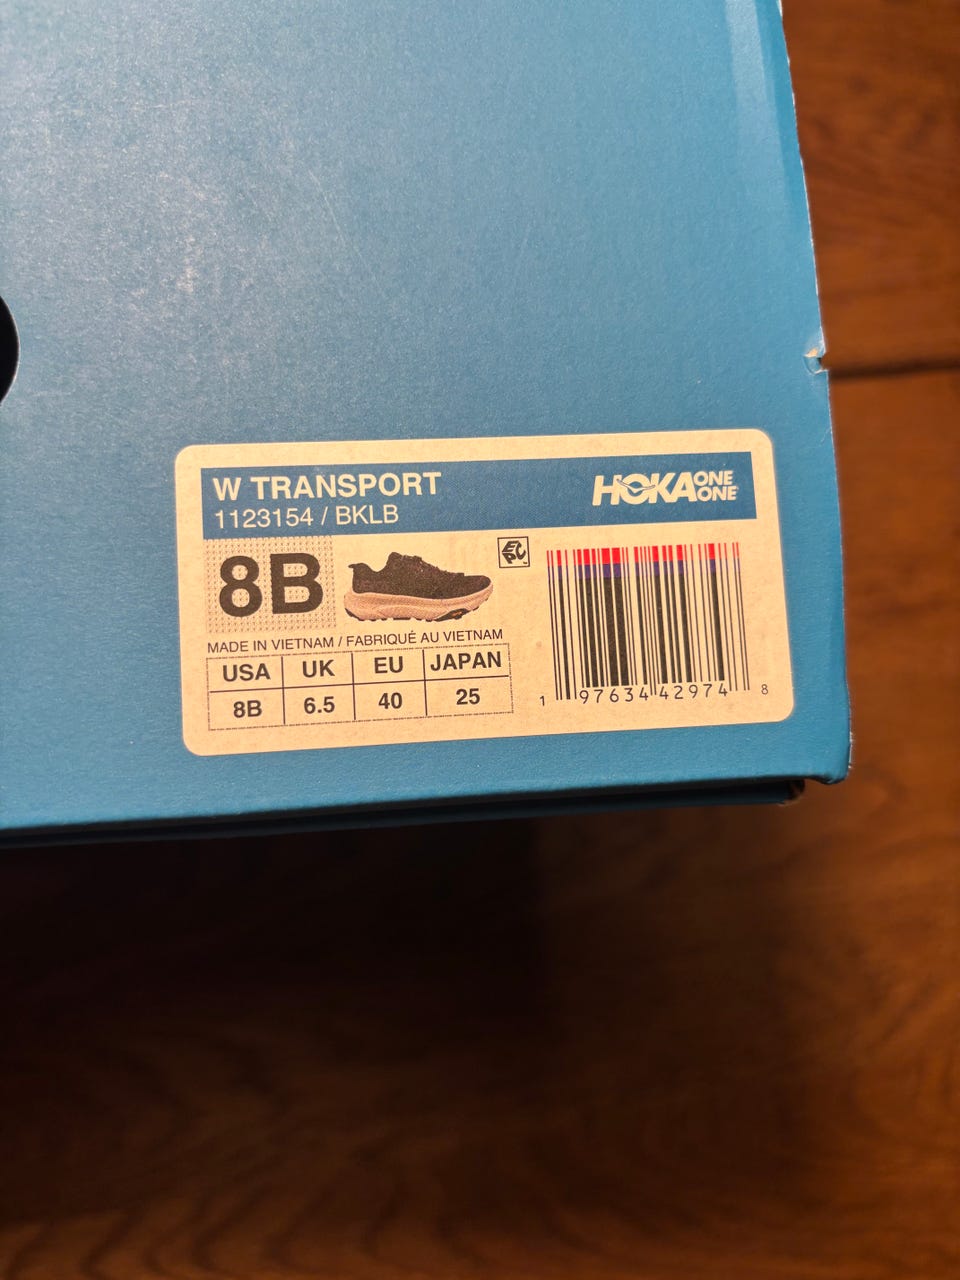 W TRANSPORT
1123154 / BKLB
HOKA ONE ONE
8B
EPC
MADE IN VIETNAM / FABRIQUÉ AU VIETNAM
USA UK EU JAPAN
8B 6.5 40 25
1 97634 42974 8